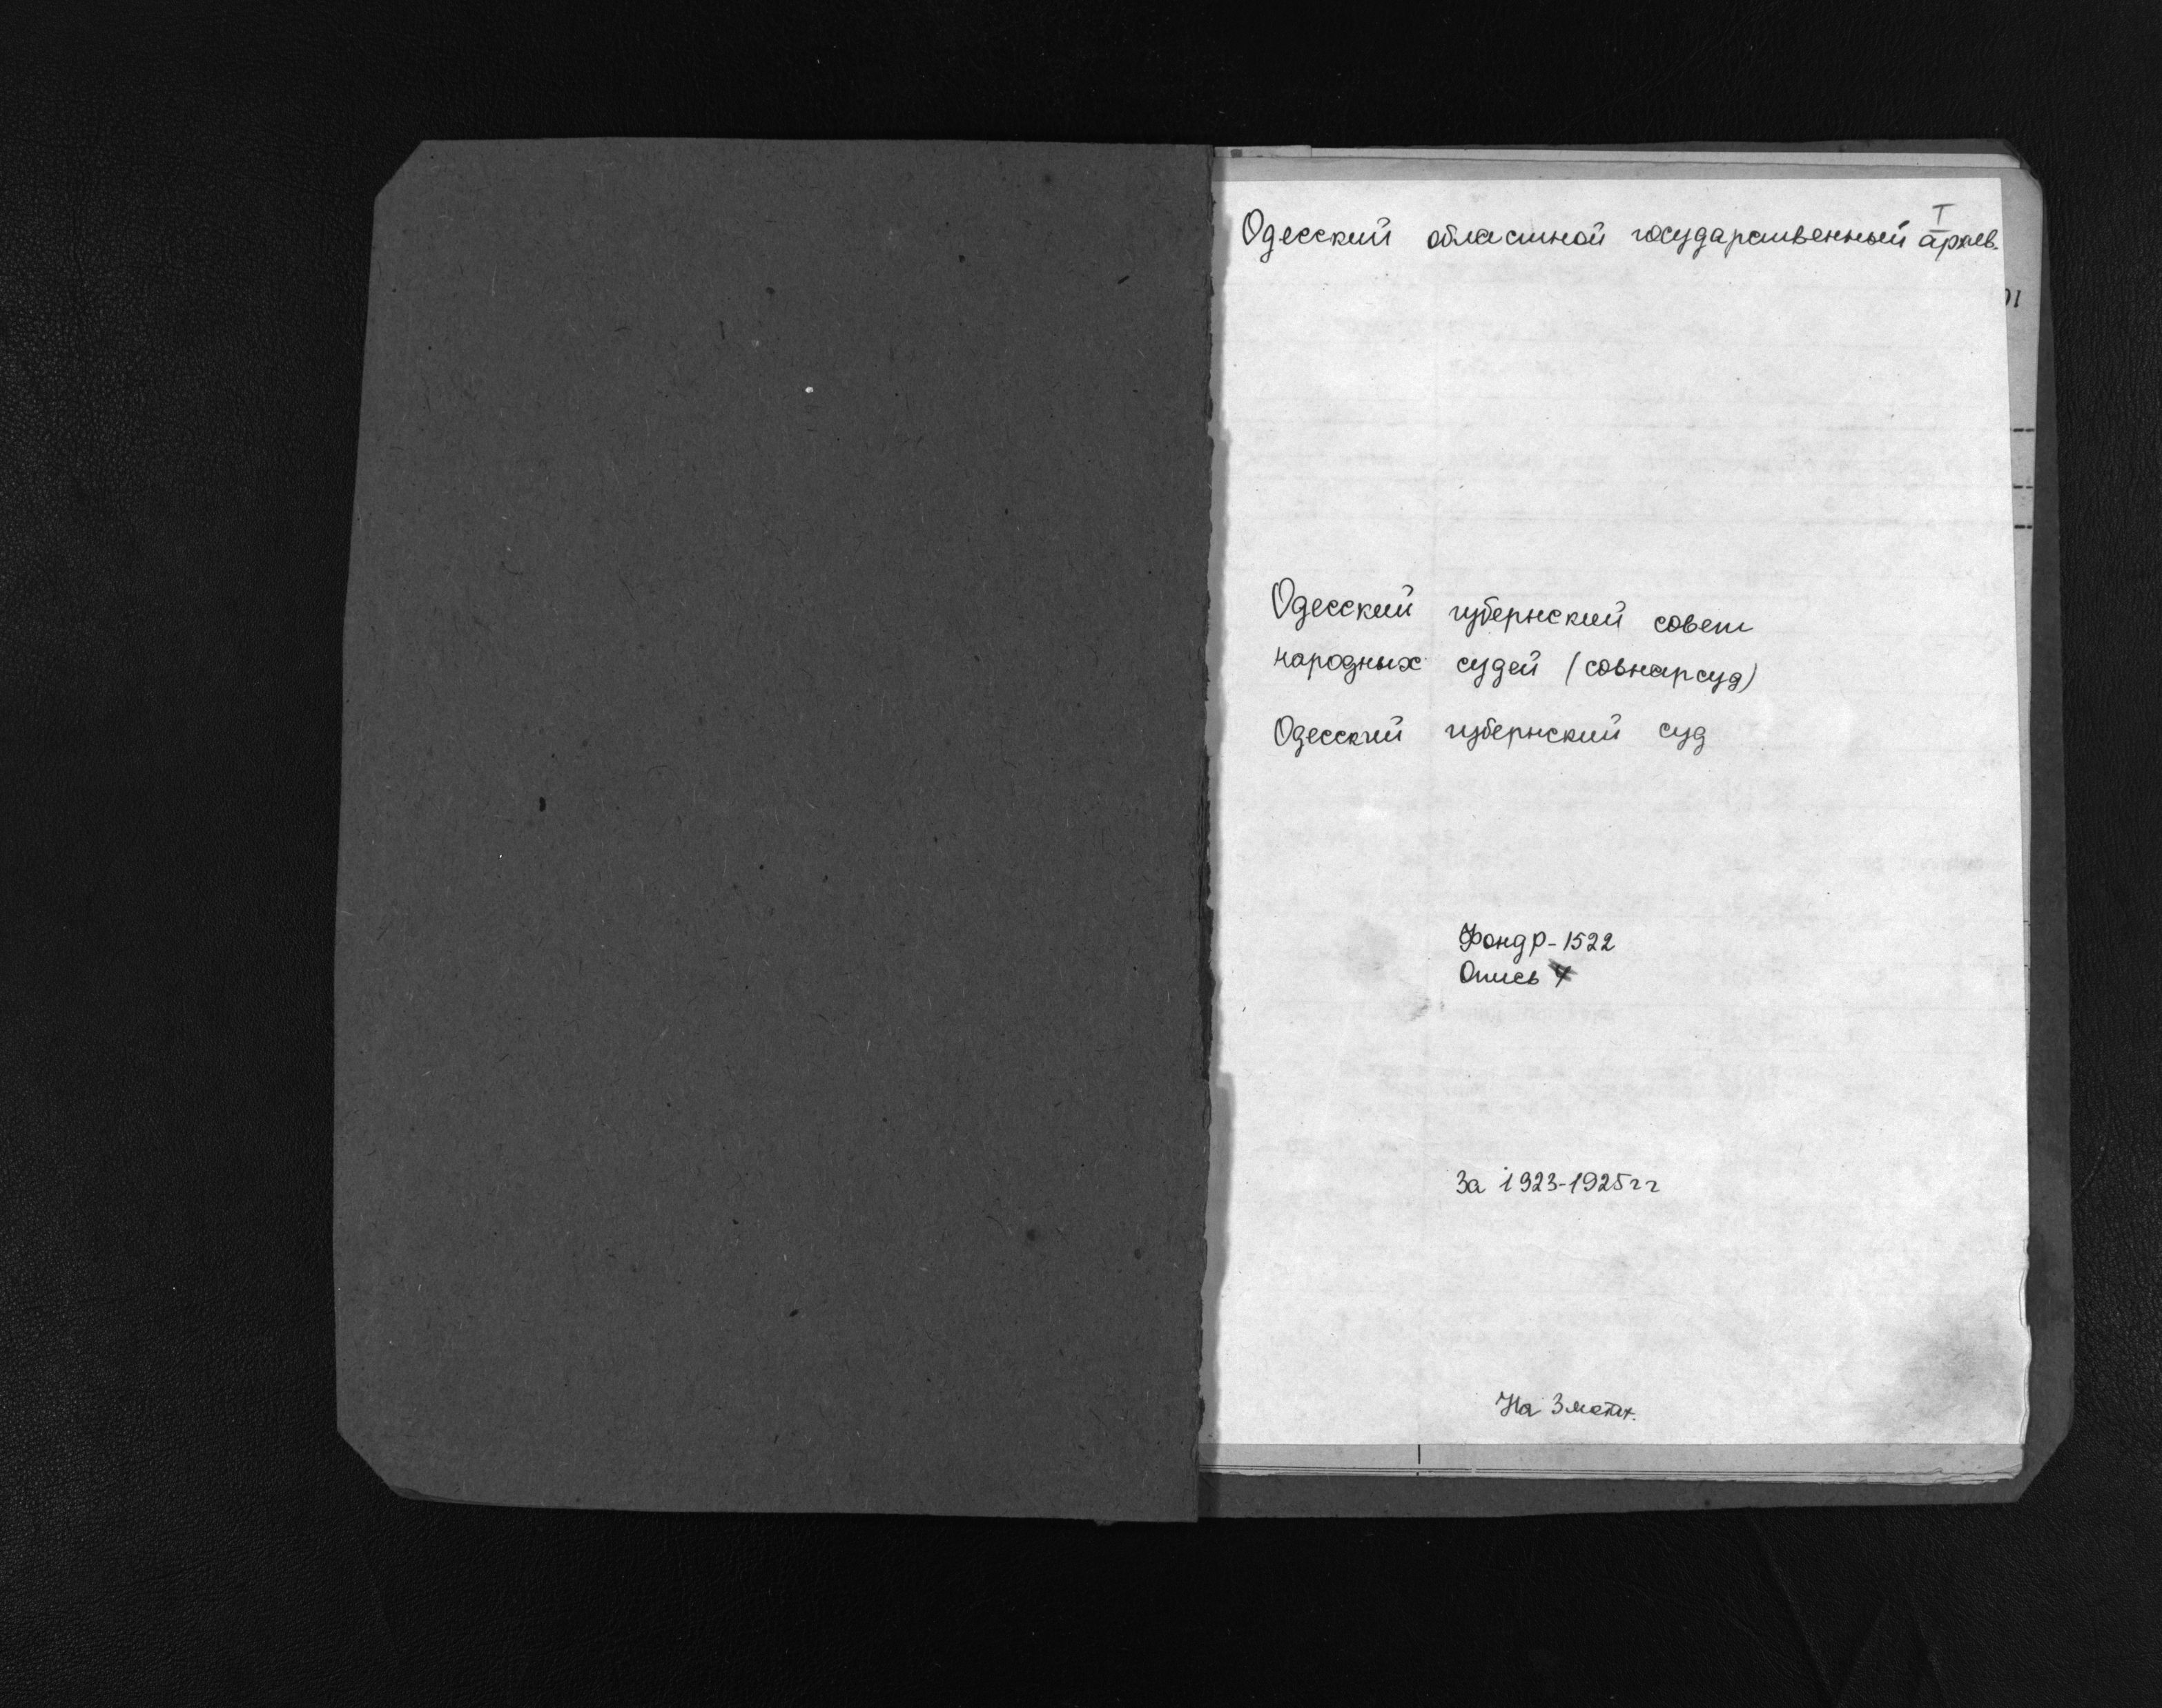 I
Одесский областной государственный архив.
Одесский губернский совет
народных судей (совнарсуд)
Одесский губернский суд
Фонд Р-1522
Опись 4
За 1923-1925 гг
На 3 листах.